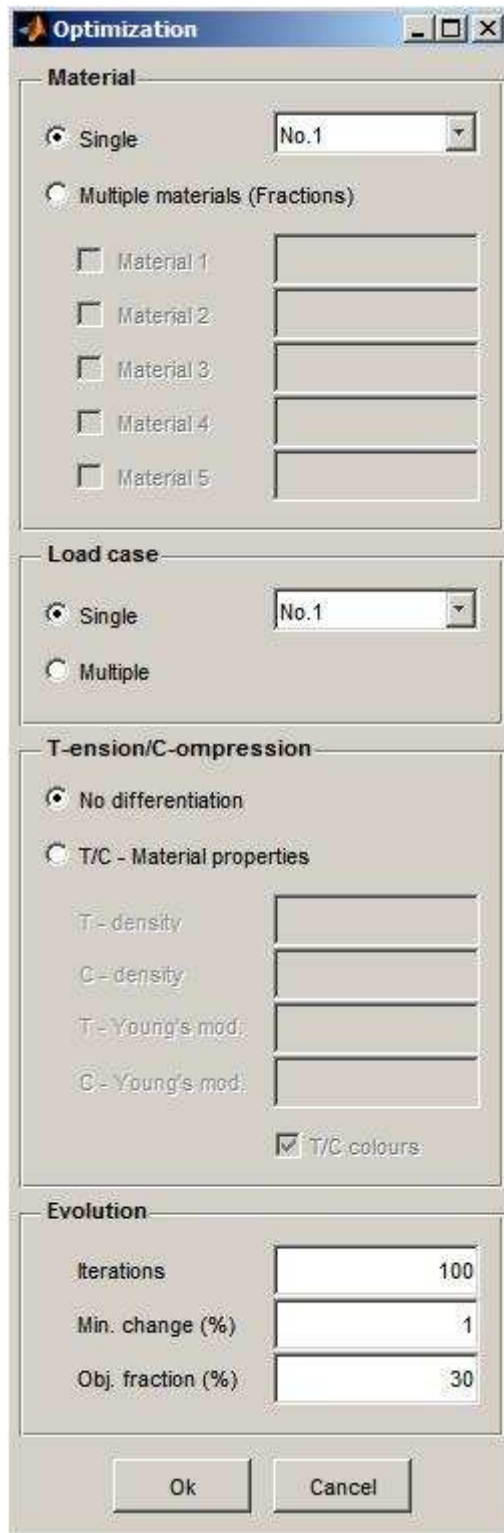 Optimization
Material
Single No.1
Multiple materials (Fractions)
Material 1
Material 2
Material 3
Material 4
Material 5
Load case
Single No.1
Multiple
T-ension/C-ompression
No differentiation
T/C - Material properties
T - density
C - density
T - Young's mod.
C - Young's mod.
T/C colours
Evolution
Iterations 100
Min. change (%) 1
Obj. fraction (%) 30
Ok Cancel